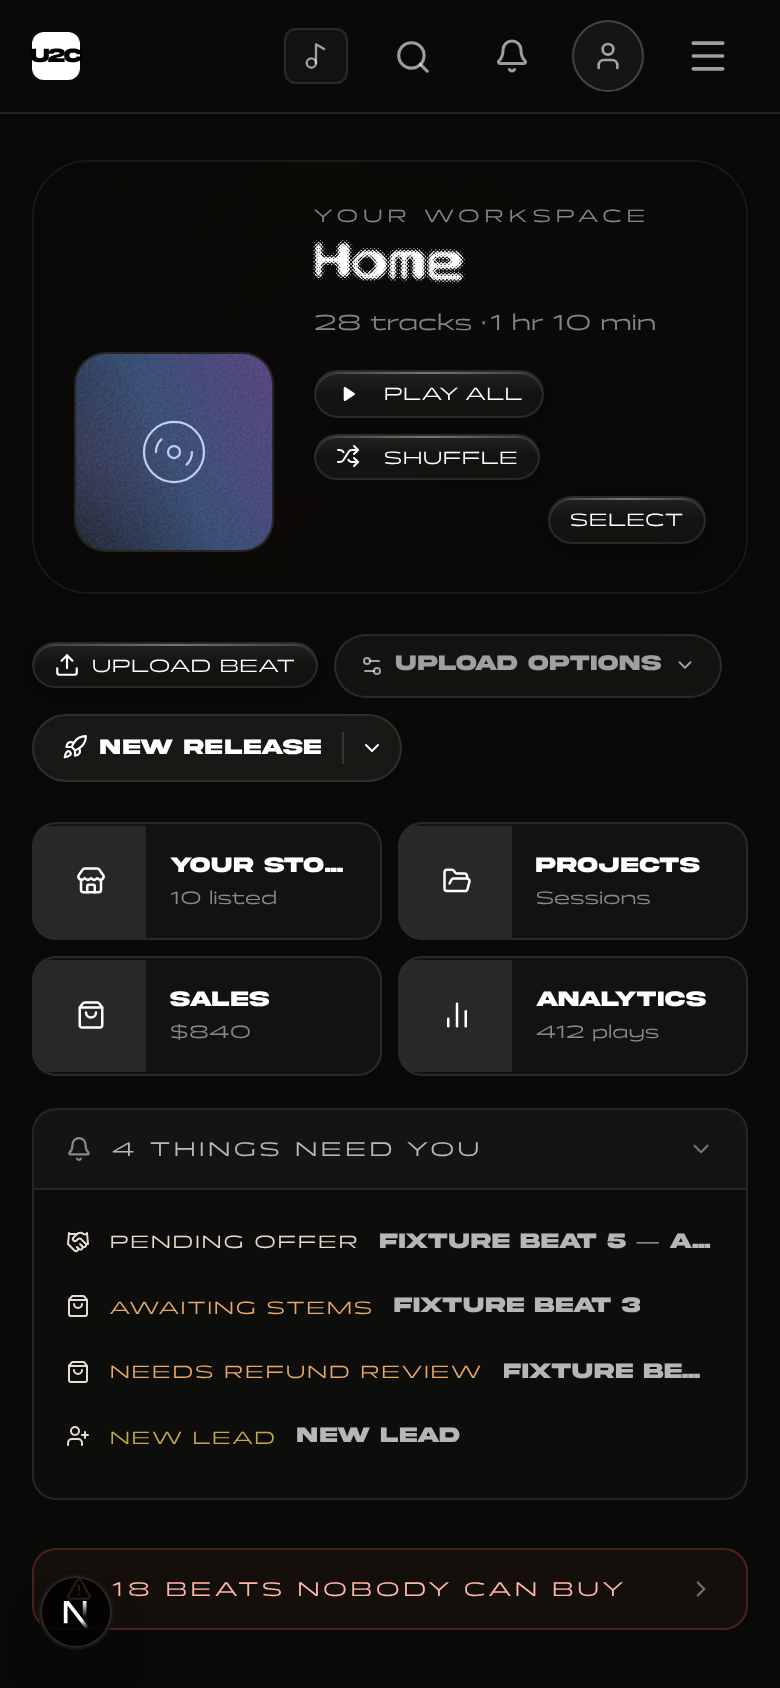 U2C
YOUR WORKSPACE
Home
28 tracks · 1 hr 10 min
PLAY ALL
SHUFFLE
SELECT
UPLOAD BEAT
UPLOAD OPTIONS
NEW RELEASE
YOUR STO...
10 listed
PROJECTS
Sessions
SALES
$840
ANALYTICS
412 plays
4 THINGS NEED YOU
PENDING OFFER FIXTURE BEAT 5 — A...
AWAITING STEMS FIXTURE BEAT 3
NEEDS REFUND REVIEW FIXTURE BE...
NEW LEAD NEW LEAD
18 BEATS NOBODY CAN BUY
N